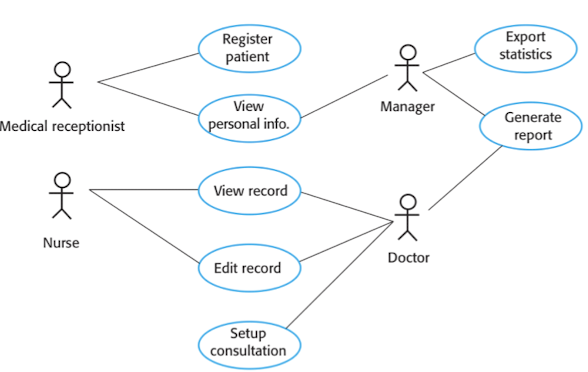 Register
patient
Export
statistics
Medical receptionist
View
personal info.
Manager
Generate
report
Nurse
View record
Edit record
Doctor
Setup
consultation